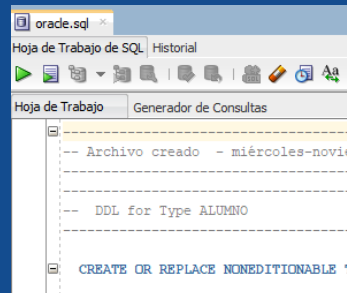 oracle.sql
Hoja de Trabajo de SQL Historial
Hoja de Trabajo Generador de Consultas
--------------------------------------------
-- Archivo creado - miércoles-novie
--------------------------------------------
--------------------------------------------
-- DDL for Type ALUMNO
--------------------------------------------
CREATE OR REPLACE NONEDITIONABLE "